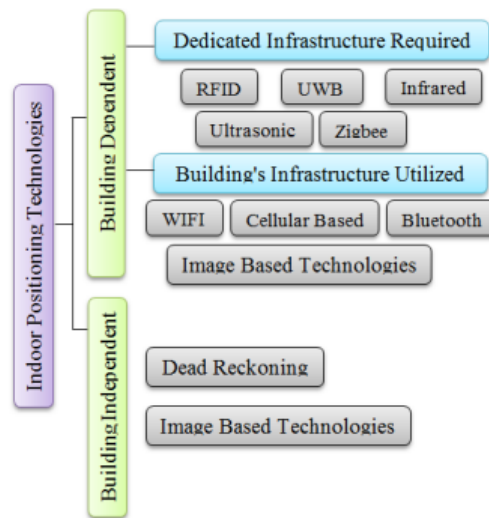 Indoor Positioning Technologies
Building Dependent
Dedicated Infrastructure Required
RFID
UWB
Infrared
Ultrasonic
Zigbee
Building's Infrastructure Utilized
WIFI
Cellular Based
Bluetooth
Image Based Technologies
Building Independent
Dead Reckoning
Image Based Technologies